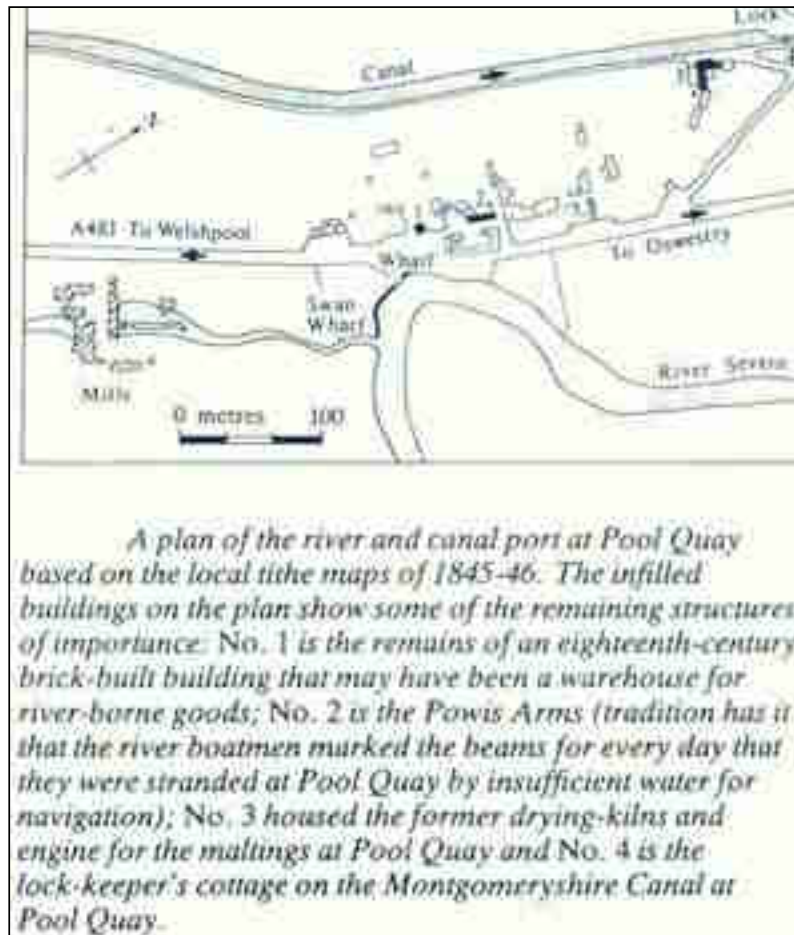 Lock
Canal
A483 To Welshpool
To Oswestry
Wharf
Swan
Wharf
River Severn
Mills
0 metres 100
A plan of the river and canal port at Pool Quay
based on the local tithe maps of 1845-46. The infilled
buildings on the plan show some of the remaining structures
of importance: No. 1 is the remains of an eighteenth-century
brick-built building that may have been a warehouse for
river-borne goods; No. 2 is the Powis Arms (tradition has it
that the river boatmen marked the beams for every day that
they were stranded at Pool Quay by insufficient water for
navigation); No. 3 housed the former drying-kilns and
engine for the maltings at Pool Quay and No. 4 is the
lock-keeper's cottage on the Montgomeryshire Canal at
Pool Quay.